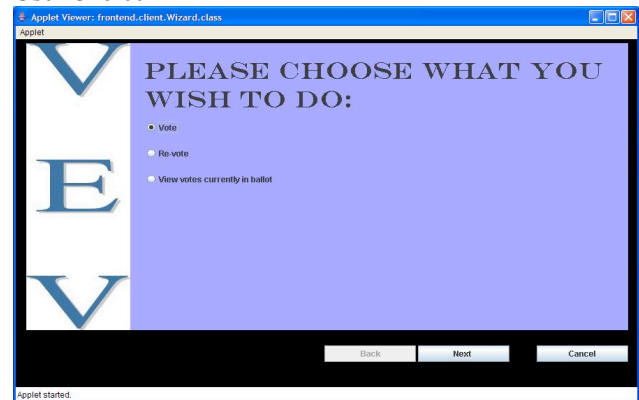 Applet Viewer: frontend.client.Wizard.class
Applet
V
E
V
PLEASE CHOOSE WHAT YOU
WISH TO DO:
Vote
Re-vote
View votes currently in ballot
Back Next Cancel
Applet started.